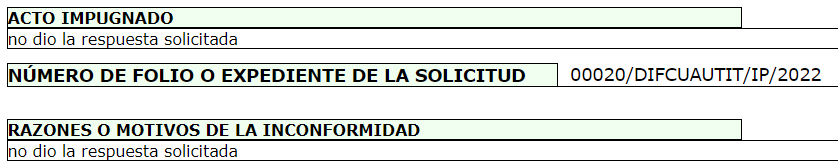 ACTO IMPUGNADO
no dio la respuesta solicitada
NÚMERO DE FOLIO O EXPEDIENTE DE LA SOLICITUD 00020/DIFCUAUTIT/IP/2022
RAZONES O MOTIVOS DE LA INCONFORMIDAD
no dio la respuesta solicitada